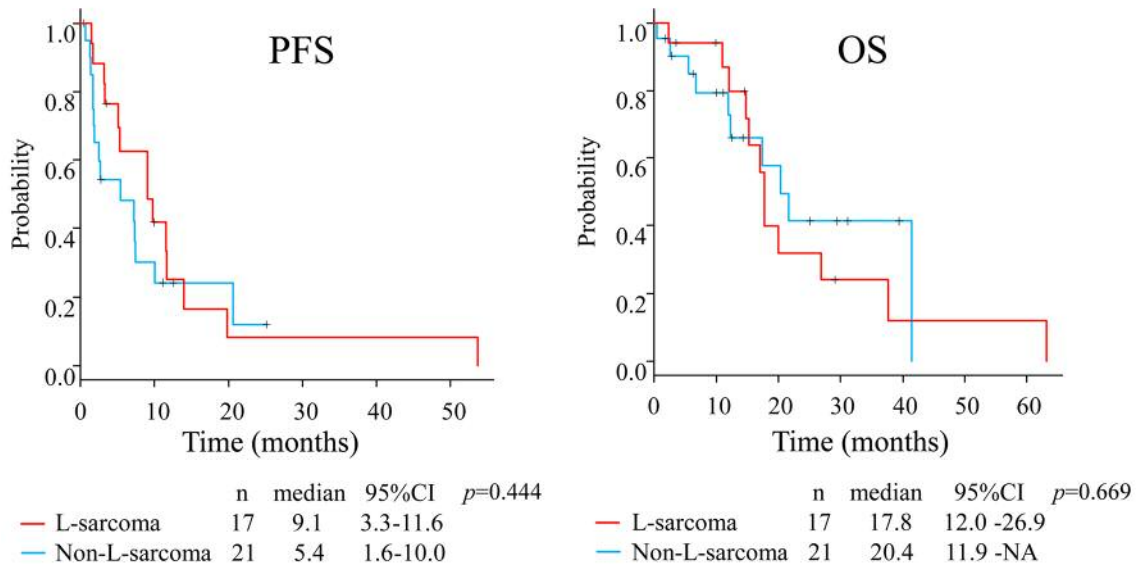 PFS
Probability
1.0
0.8
0.6
0.4
0.2
0.0
0 10 20 30 40 50
Time (months)
n median 95%CI p=0.444
L-sarcoma 17 9.1 3.3-11.6
Non-L-sarcoma 21 5.4 1.6-10.0
OS
Probability
1.0
0.8
0.6
0.4
0.2
0.0
0 10 20 30 40 50 60
Time (months)
n median 95%CI p=0.669
L-sarcoma 17 17.8 12.0 -26.9
Non-L-sarcoma 21 20.4 11.9 -NA